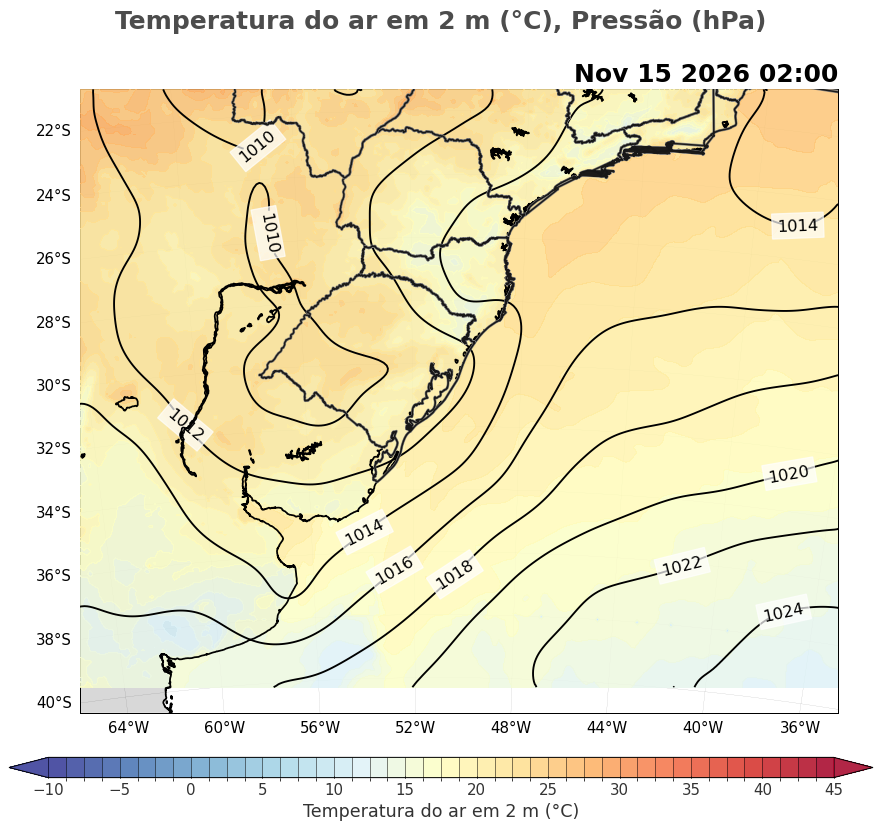 Temperatura do ar em 2 m (°C), Pressão (hPa)
Nov 15 2026 02:00
22°S
24°S
26°S
28°S
30°S
32°S
34°S
36°S
38°S
40°S
1010
1010
1014
1012
1014
1016
1018
1020
1022
1024
64°W 60°W 56°W 52°W 48°W 44°W 40°W 36°W
−10 −5 0 5 10 15 20 25 30 35 40 45
Temperatura do ar em 2 m (°C)